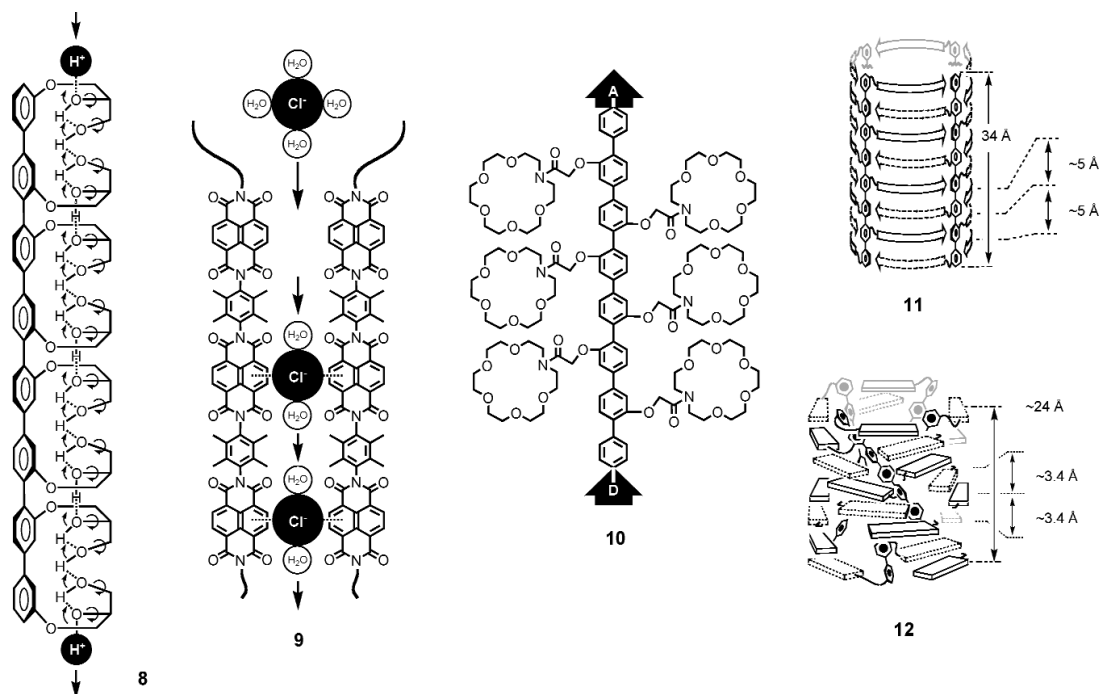 H⁺
O
O
H
O
H
H
O
H
O
O
H
O
O
H
O
H
H
O
H
O
O
H
O
O
H
O
H
H
O
H
O
O
H
O
O
H
O
H
H
O
H
O
O
H⁺
8
H₂O
H₂O Cl⁻ H₂O
H₂O
O N O O N O
O N O O N O
H₂O
O N O O N O
Cl⁻
O N O O N O
H₂O
H₂O
O N O O N O
Cl⁻
O N O O N O
H₂O
9
A
O O
O N O O
O O
O O O
O N O O
O O
O O
O N O O
O O
O O O
O N O O
O O
O O
O N O O
O O
O O O
O N O O
O O
D
10
34 Å
~5 Å
~5 Å
11
~24 Å
~3.4 Å
~3.4 Å
12